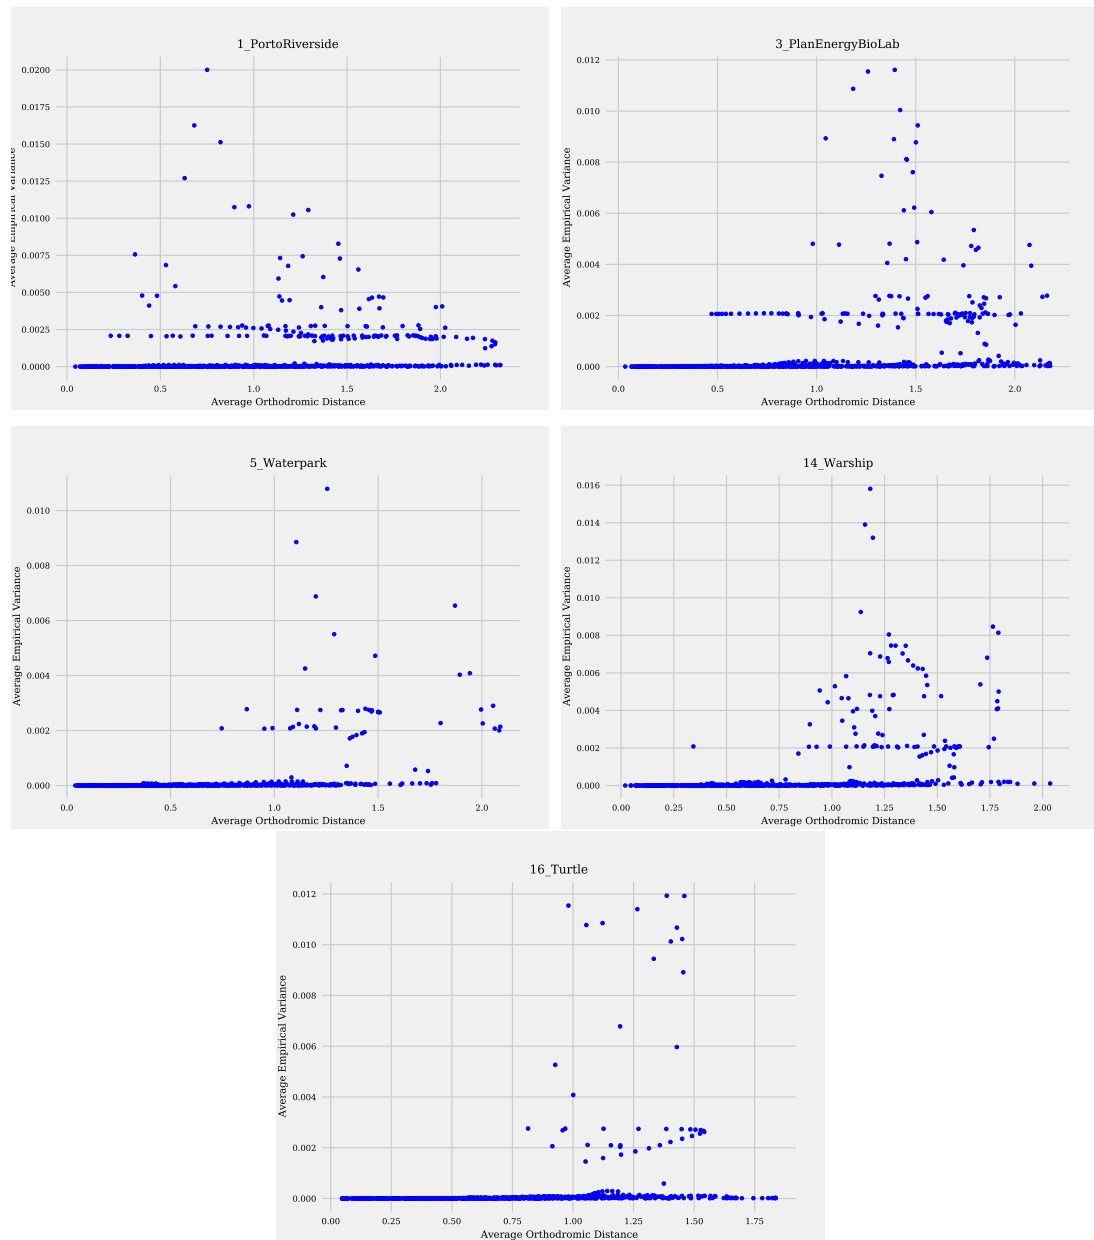 1_PortoRiverside
0.0200
0.0175
0.0150
0.0125
0.0100
0.0075
0.0050
0.0025
0.0000
Average Empirical Variance
0.0 0.5 1.0 1.5 2.0
Average Orthodromic Distance
3_PlanEnergyBioLab
0.012
0.010
0.008
0.006
0.004
0.002
0.000
Average Empirical Variance
0.0 0.5 1.0 1.5 2.0
Average Orthodromic Distance
5_Waterpark
0.010
0.008
0.006
0.004
0.002
0.000
Average Empirical Variance
0.0 0.5 1.0 1.5 2.0
Average Orthodromic Distance
14_Warship
0.016
0.014
0.012
0.010
0.008
0.006
0.004
0.002
0.000
Average Empirical Variance
0.00 0.25 0.50 0.75 1.00 1.25 1.50 1.75 2.00
Average Orthodromic Distance
16_Turtle
0.012
0.010
0.008
0.006
0.004
0.002
0.000
Average Empirical Variance
0.00 0.25 0.50 0.75 1.00 1.25 1.50 1.75
Average Orthodromic Distance